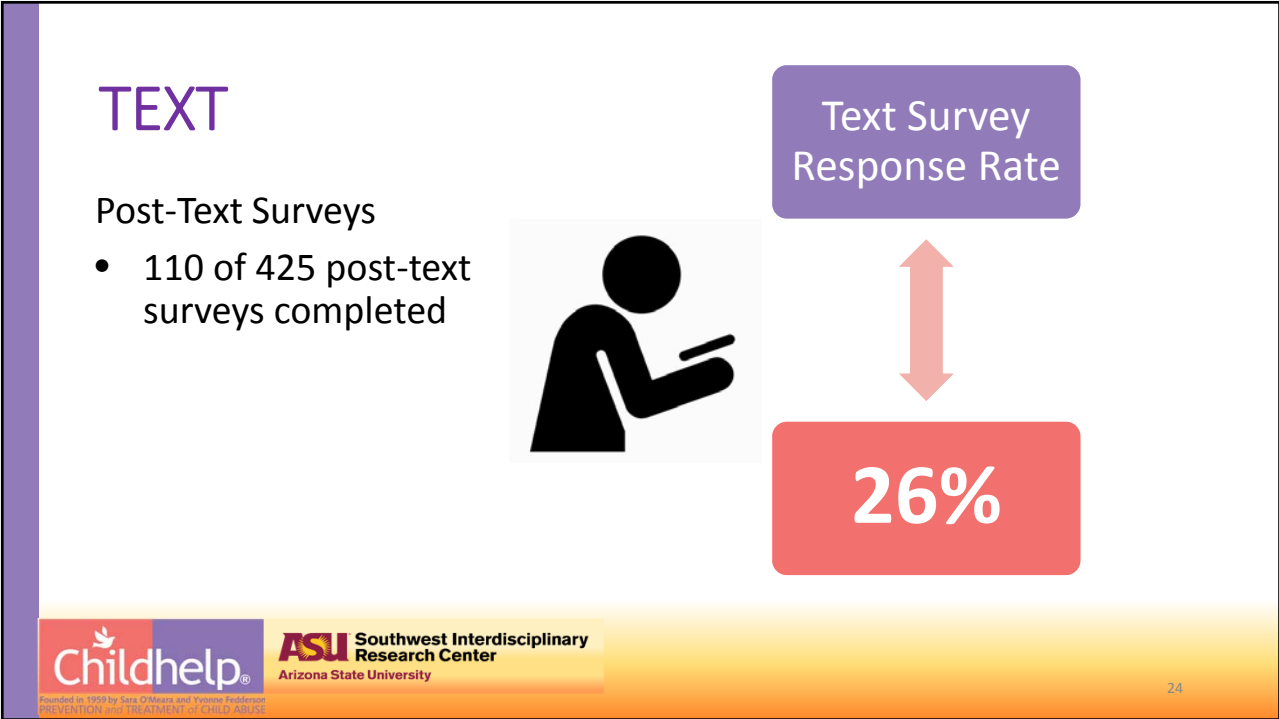 TEXT
Post-Text Surveys
• 110 of 425 post-text
surveys completed
Text Survey
Response Rate
26%
Childhelp®
Founded in 1959 by Sara O'Meara and Yvonne Fedderson
PREVENTION and TREATMENT of CHILD ABUSE
ASU Southwest Interdisciplinary
Research Center
Arizona State University
24